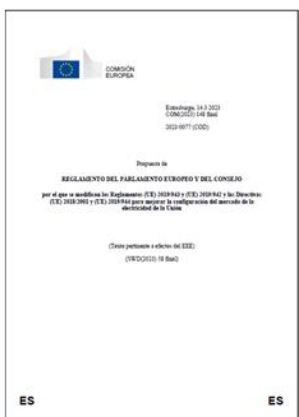 COMISIÓN
EUROPEA
Estrasburgo, 14.3.2023
COM(2023) 148 final
2023/0077 (COD)
Propuesta de
REGLAMENTO DEL PARLAMENTO EUROPEO Y DEL CONSEJO
por el que se modifican los Reglamentos (UE) 2019/943 y (UE) 2019/942 y las Directivas
(UE) 2018/2001 y (UE) 2019/944 para mejorar la configuración del mercado de la
electricidad de la Unión
(Texto pertinente a efectos del EEE)
{SWD(2023) 58 final}
ES
ES